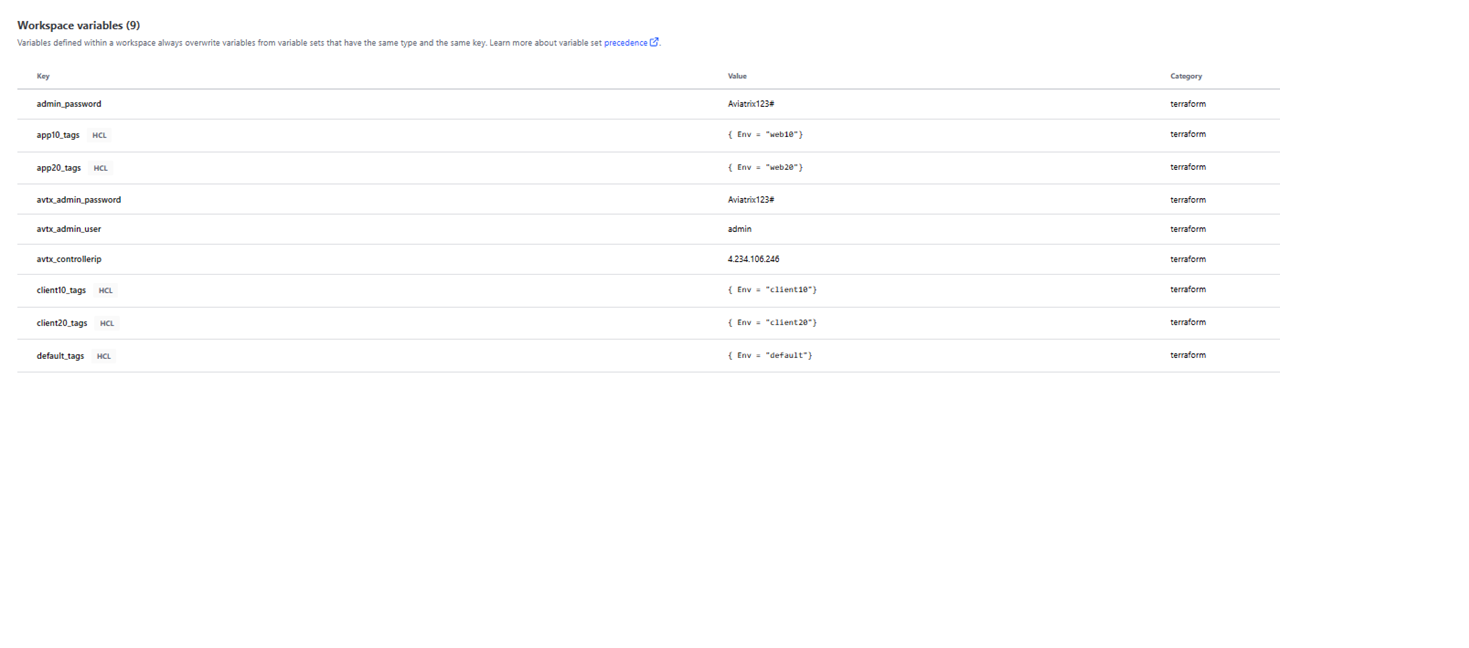 Workspace variables (9)
Variables defined within a workspace always overwrite variables from variable sets that have the same type and the same key. Learn more about variable set precedence.
Key Value Category
admin_password Aviatrix123# terraform
app10_tags HCL { Env = "web10"} terraform
app20_tags HCL { Env = "web20"} terraform
avtx_admin_password Aviatrix123# terraform
avtx_admin_user admin terraform
avtx_controllerip 4.234.106.246 terraform
client10_tags HCL { Env = "client10"} terraform
client20_tags HCL { Env = "client20"} terraform
default_tags HCL { Env = "default"} terraform